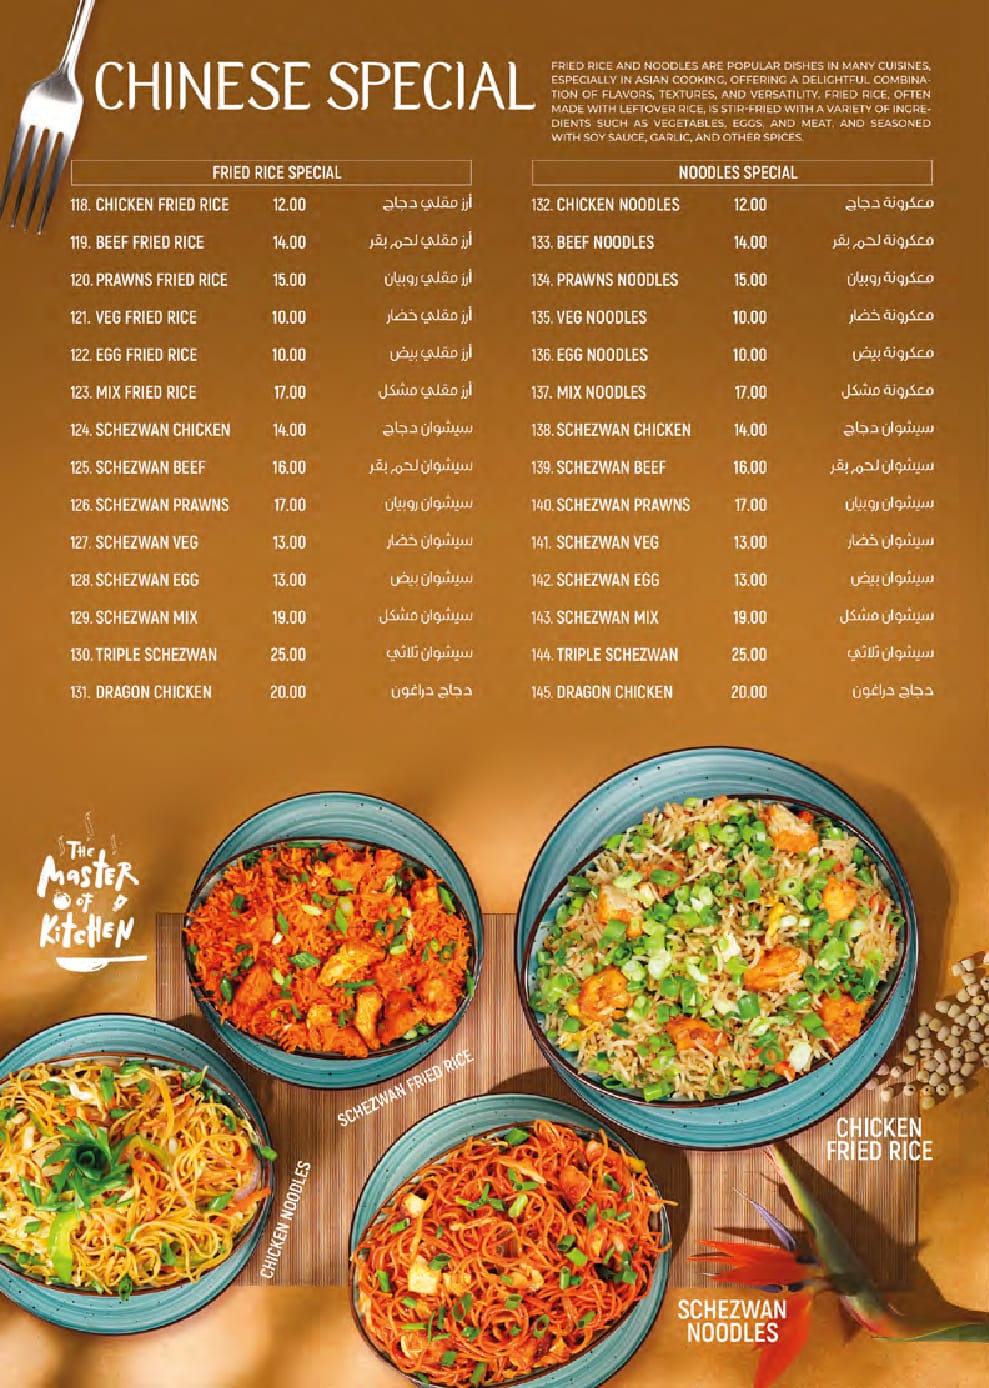 CHINESE SPECIAL
FRIED RICE AND NOODLES ARE POPULAR DISHES IN MANY CUISINES,
ESPECIALLY IN ASIAN COOKING, OFFERING A DELIGHTFUL COMBINA-
TION OF FLAVORS, TEXTURES, AND VERSATILITY. FRIED RICE, OFTEN
MADE WITH LEFTOVER RICE, IS STIR-FRIED WITH A VARIETY OF INGRE-
DIENTS SUCH AS VEGETABLES, EGGS, AND MEAT, AND SEASONED
WITH SOY SAUCE, GARLIC, AND OTHER SPICES.
FRIED RICE SPECIAL
118. CHICKEN FRIED RICE 12.00 أرز مقلي دجاج
119. BEEF FRIED RICE 14.00 أرز مقلي لحم بقر
120. PRAWNS FRIED RICE 15.00 أرز مقلي روبيان
121. VEG FRIED RICE 10.00 أرز مقلي خضار
122. EGG FRIED RICE 10.00 أرز مقلي بيض
123. MIX FRIED RICE 17.00 أرز مقلي مشكل
124. SCHEZWAN CHICKEN 14.00 سيشوان دجاج
125. SCHEZWAN BEEF 16.00 سيشوان لحم بقر
126. SCHEZWAN PRAWNS 17.00 سيشوان روبيان
127. SCHEZWAN VEG 13.00 سيشوان خضار
128. SCHEZWAN EGG 13.00 سيشوان بيض
129. SCHEZWAN MIX 19.00 سيشوان مشكل
130. TRIPLE SCHEZWAN 25.00 سيشوان ثلاثي
131. DRAGON CHICKEN 20.00 دجاج دراغون
NOODLES SPECIAL
132. CHICKEN NOODLES 12.00 معكرونة دجاج
133. BEEF NOODLES 14.00 معكرونة لحم بقر
134. PRAWNS NOODLES 15.00 معكرونة روبيان
135. VEG NOODLES 10.00 معكرونة خضار
136. EGG NOODLES 10.00 معكرونة بيض
137. MIX NOODLES 17.00 معكرونة مشكل
138. SCHEZWAN CHICKEN 14.00 سيشوان دجاج
139. SCHEZWAN BEEF 16.00 سيشوان لحم بقر
140. SCHEZWAN PRAWNS 17.00 سيشوان روبيان
141. SCHEZWAN VEG 13.00 سيشوان خضار
142. SCHEZWAN EGG 13.00 سيشوان بيض
143. SCHEZWAN MIX 19.00 سيشوان مشكل
144. TRIPLE SCHEZWAN 25.00 سيشوان ثلاثي
145. DRAGON CHICKEN 20.00 دجاج دراغون
THE
MASTER
OF
KITCHEN
SCHEZWAN FRIED RICE
CHICKEN
FRIED RICE
CHICKEN NOODLES
SCHEZWAN
NOODLES